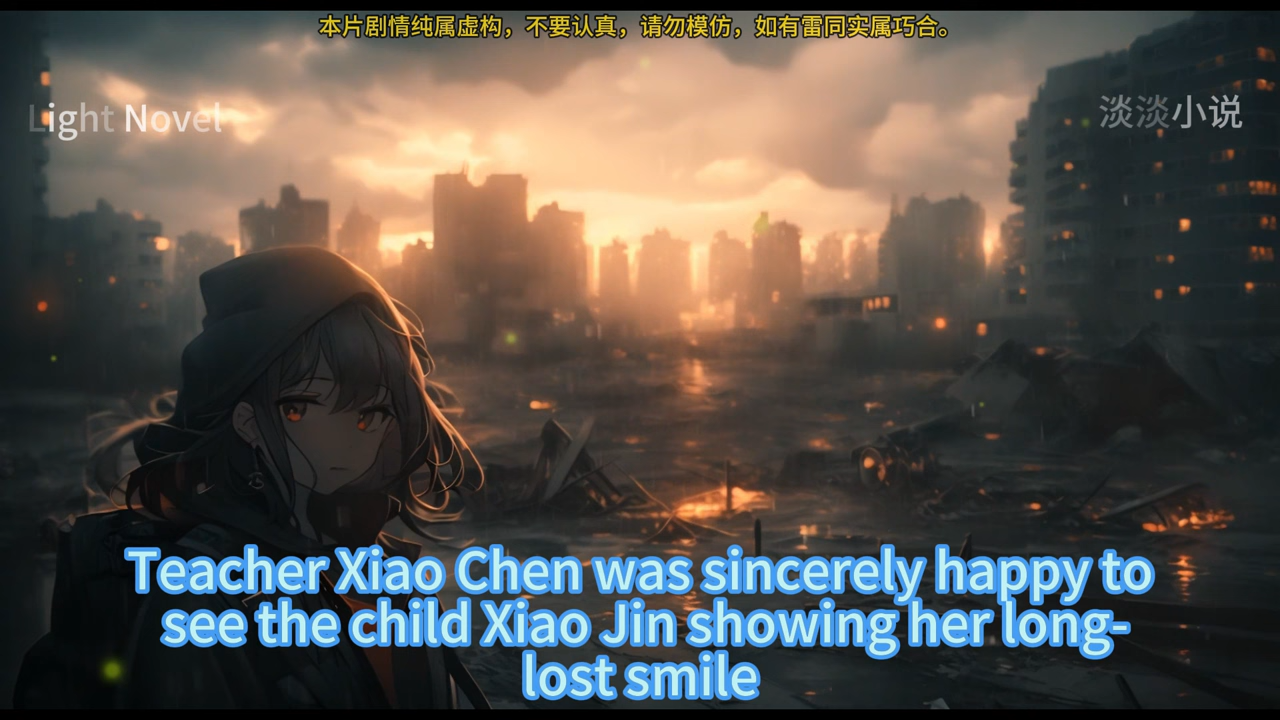 本片剧情纯属虚构，不要认真，请勿模仿，如有雷同实属巧合。
Light Novel
淡淡小说
Teacher Xiao Chen was sincerely happy to
see the child Xiao Jin showing her long-
lost smile